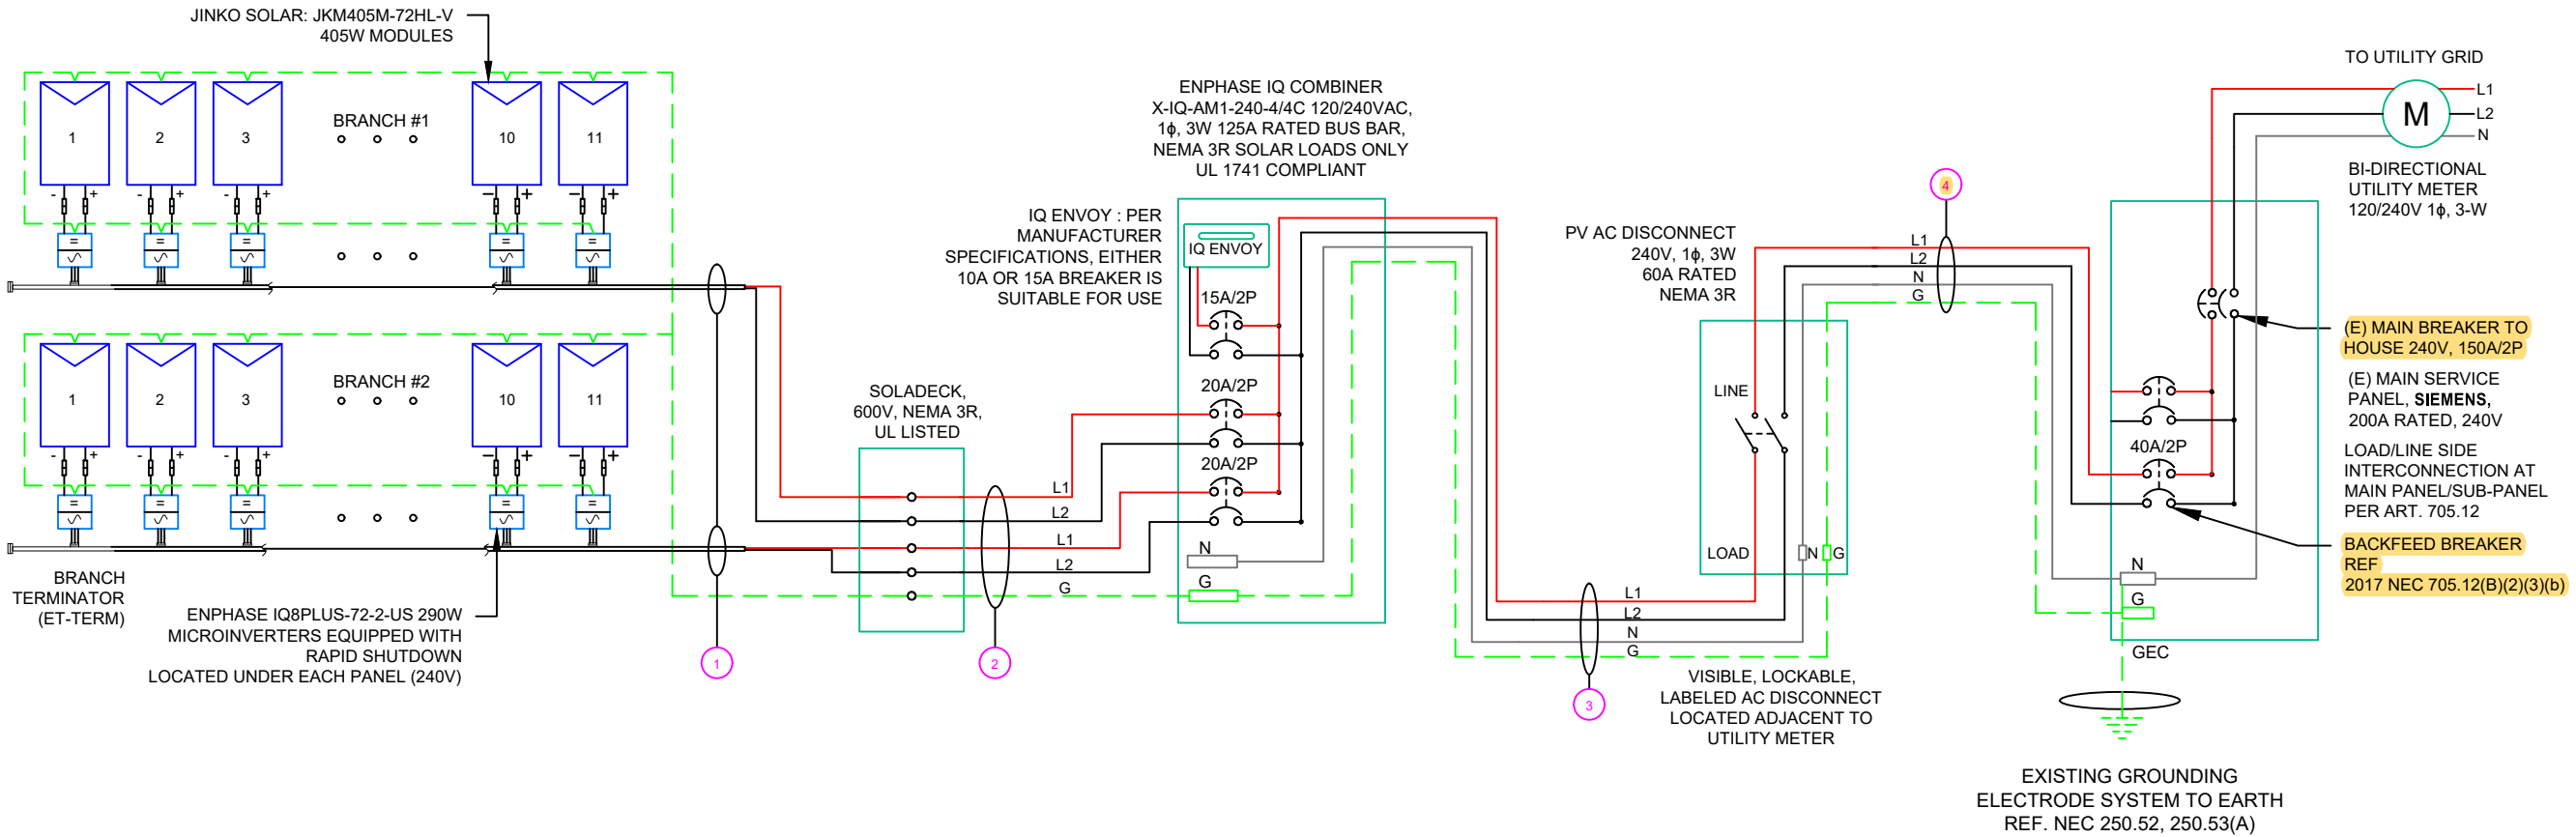 JINKO SOLAR: JKM405M-72HL-V
405W MODULES
1
2
3
BRANCH #1
10
11
-
+
-
+
-
+
-
+
-
+
=
=
=
=
=
1
2
3
BRANCH #2
10
11
-
+
-
+
-
+
-
+
-
+
=
=
=
=
=
BRANCH
TERMINATOR
(ET-TERM)
ENPHASE IQ8PLUS-72-2-US 290W
MICROINVERTERS EQUIPPED WITH
RAPID SHUTDOWN
LOCATED UNDER EACH PANEL (240V)
1
SOLADECK,
600V, NEMA 3R,
UL LISTED
L1
L2
L1
L2
G
2
ENPHASE IQ COMBINER
X-IQ-AM1-240-4/4C 120/240VAC,
1ϕ, 3W 125A RATED BUS BAR,
NEMA 3R SOLAR LOADS ONLY
UL 1741 COMPLIANT
IQ ENVOY : PER
MANUFACTURER
SPECIFICATIONS, EITHER
10A OR 15A BREAKER IS
SUITABLE FOR USE
IQ ENVOY
15A/2P
20A/2P
20A/2P
N
G
L1
L2
N
G
3
PV AC DISCONNECT
240V, 1ϕ, 3W
60A RATED
NEMA 3R
LINE
LOAD
N
G
VISIBLE, LOCKABLE,
LABELED AC DISCONNECT
LOCATED ADJACENT TO
UTILITY METER
4
L1
L2
N
G
TO UTILITY GRID
M
L1
L2
N
BI-DIRECTIONAL
UTILITY METER
120/240V 1ϕ, 3-W
(E) MAIN BREAKER TO
HOUSE 240V, 150A/2P
(E) MAIN SERVICE
PANEL, SIEMENS,
200A RATED, 240V
LOAD/LINE SIDE
INTERCONNECTION AT
MAIN PANEL/SUB-PANEL
PER ART. 705.12
BACKFEED BREAKER
REF
2017 NEC 705.12(B)(2)(3)(b)
40A/2P
N
G
GEC
EXISTING GROUNDING
ELECTRODE SYSTEM TO EARTH
REF. NEC 250.52, 250.53(A)